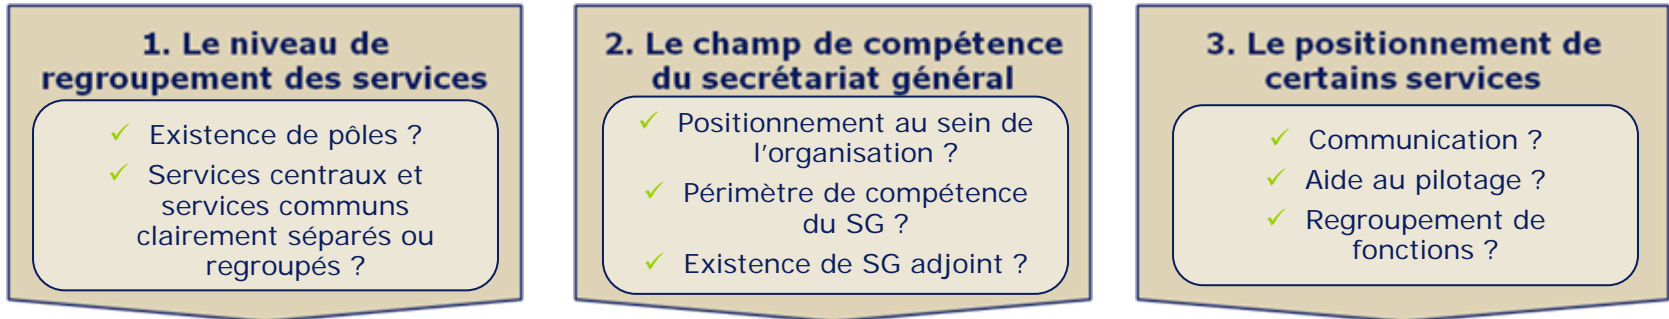 1. Le niveau de
regroupement des services
✓ Existence de pôles ?
✓ Services centraux et
services communs
clairement séparés ou
regroupés ?
2. Le champ de compétence
du secrétariat général
✓ Positionnement au sein de
l'organisation ?
✓ Périmètre de compétence
du SG ?
✓ Existence de SG adjoint ?
3. Le positionnement de
certains services
✓ Communication ?
✓ Aide au pilotage ?
✓ Regroupement de
fonctions ?